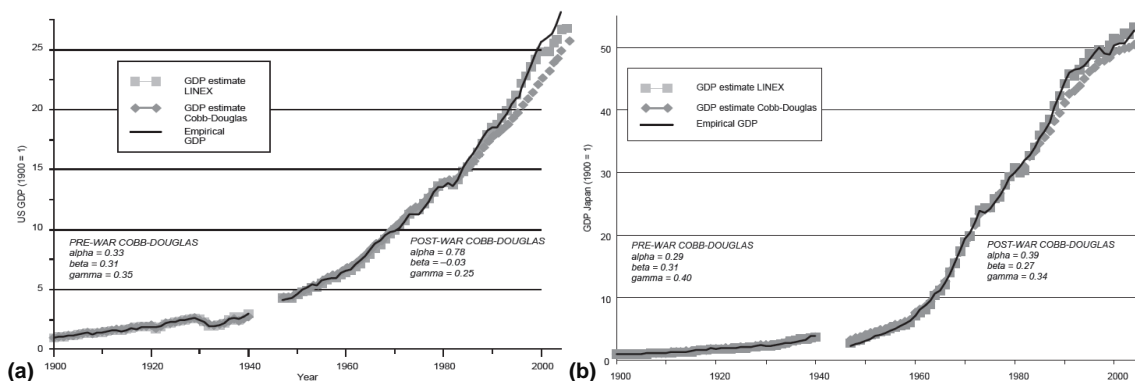 US GDP (1900 = 1)
25
20
15
10
5
0
GDP estimate
LINEX
GDP estimate
Cobb-Douglas
Empirical
GDP
PRE-WAR COBB-DOUGLAS
alpha = 0.33
beta = 0.31
gamma = 0.35
POST-WAR COBB-DOUGLAS
alpha = 0.78
beta = –0.03
gamma = 0.25
1900
1920
1940
1960
1980
2000
Year
(a)
GDP Japan (1900 = 1)
50
40
30
20
10
0
GDP estimate LINEX
GDP estimate Cobb-Douglas
Empirical GDP
PRE-WAR COBB-DOUGLAS
alpha = 0.29
beta = 0.31
gamma = 0.40
POST-WAR COBB-DOUGLAS
alpha = 0.39
beta = 0.27
gamma = 0.34
1900
1920
1940
1960
1980
2000
(b)